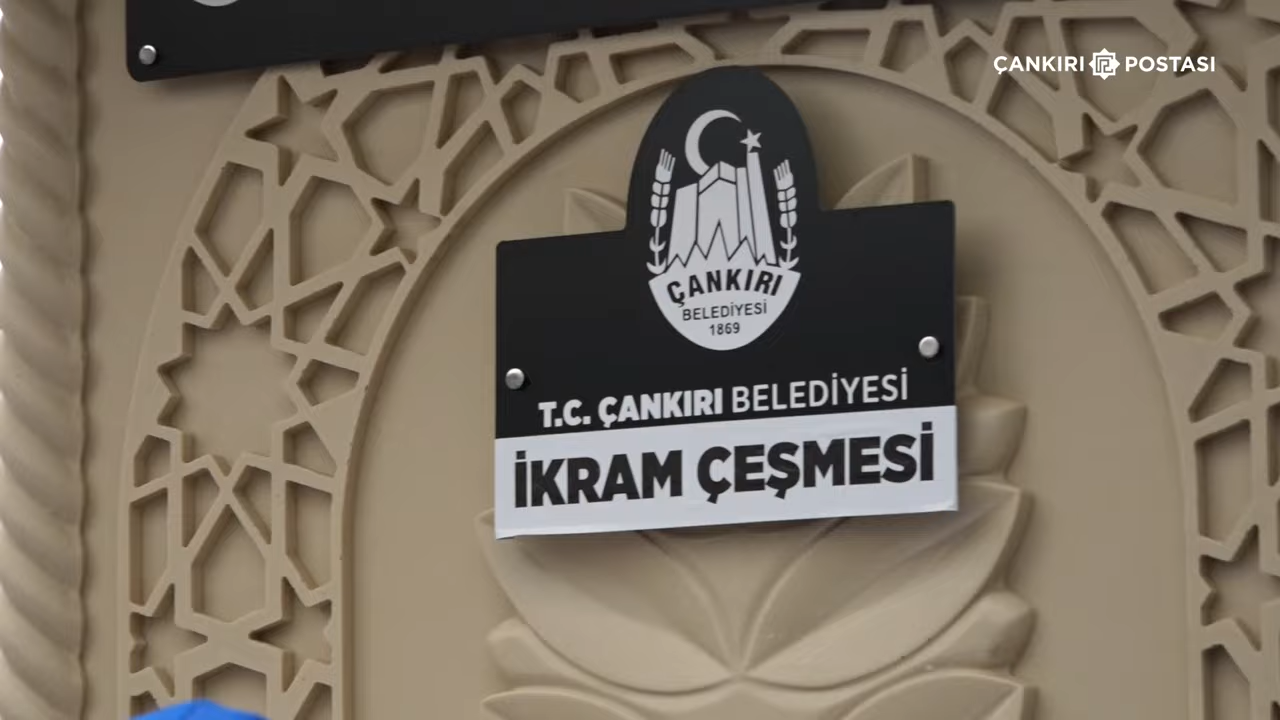 ÇANKIRI POSTASI
ÇANKIRI
BELEDİYESİ
1869
T.C. ÇANKIRI BELEDİYESİ
İKRAM ÇEŞMESİ